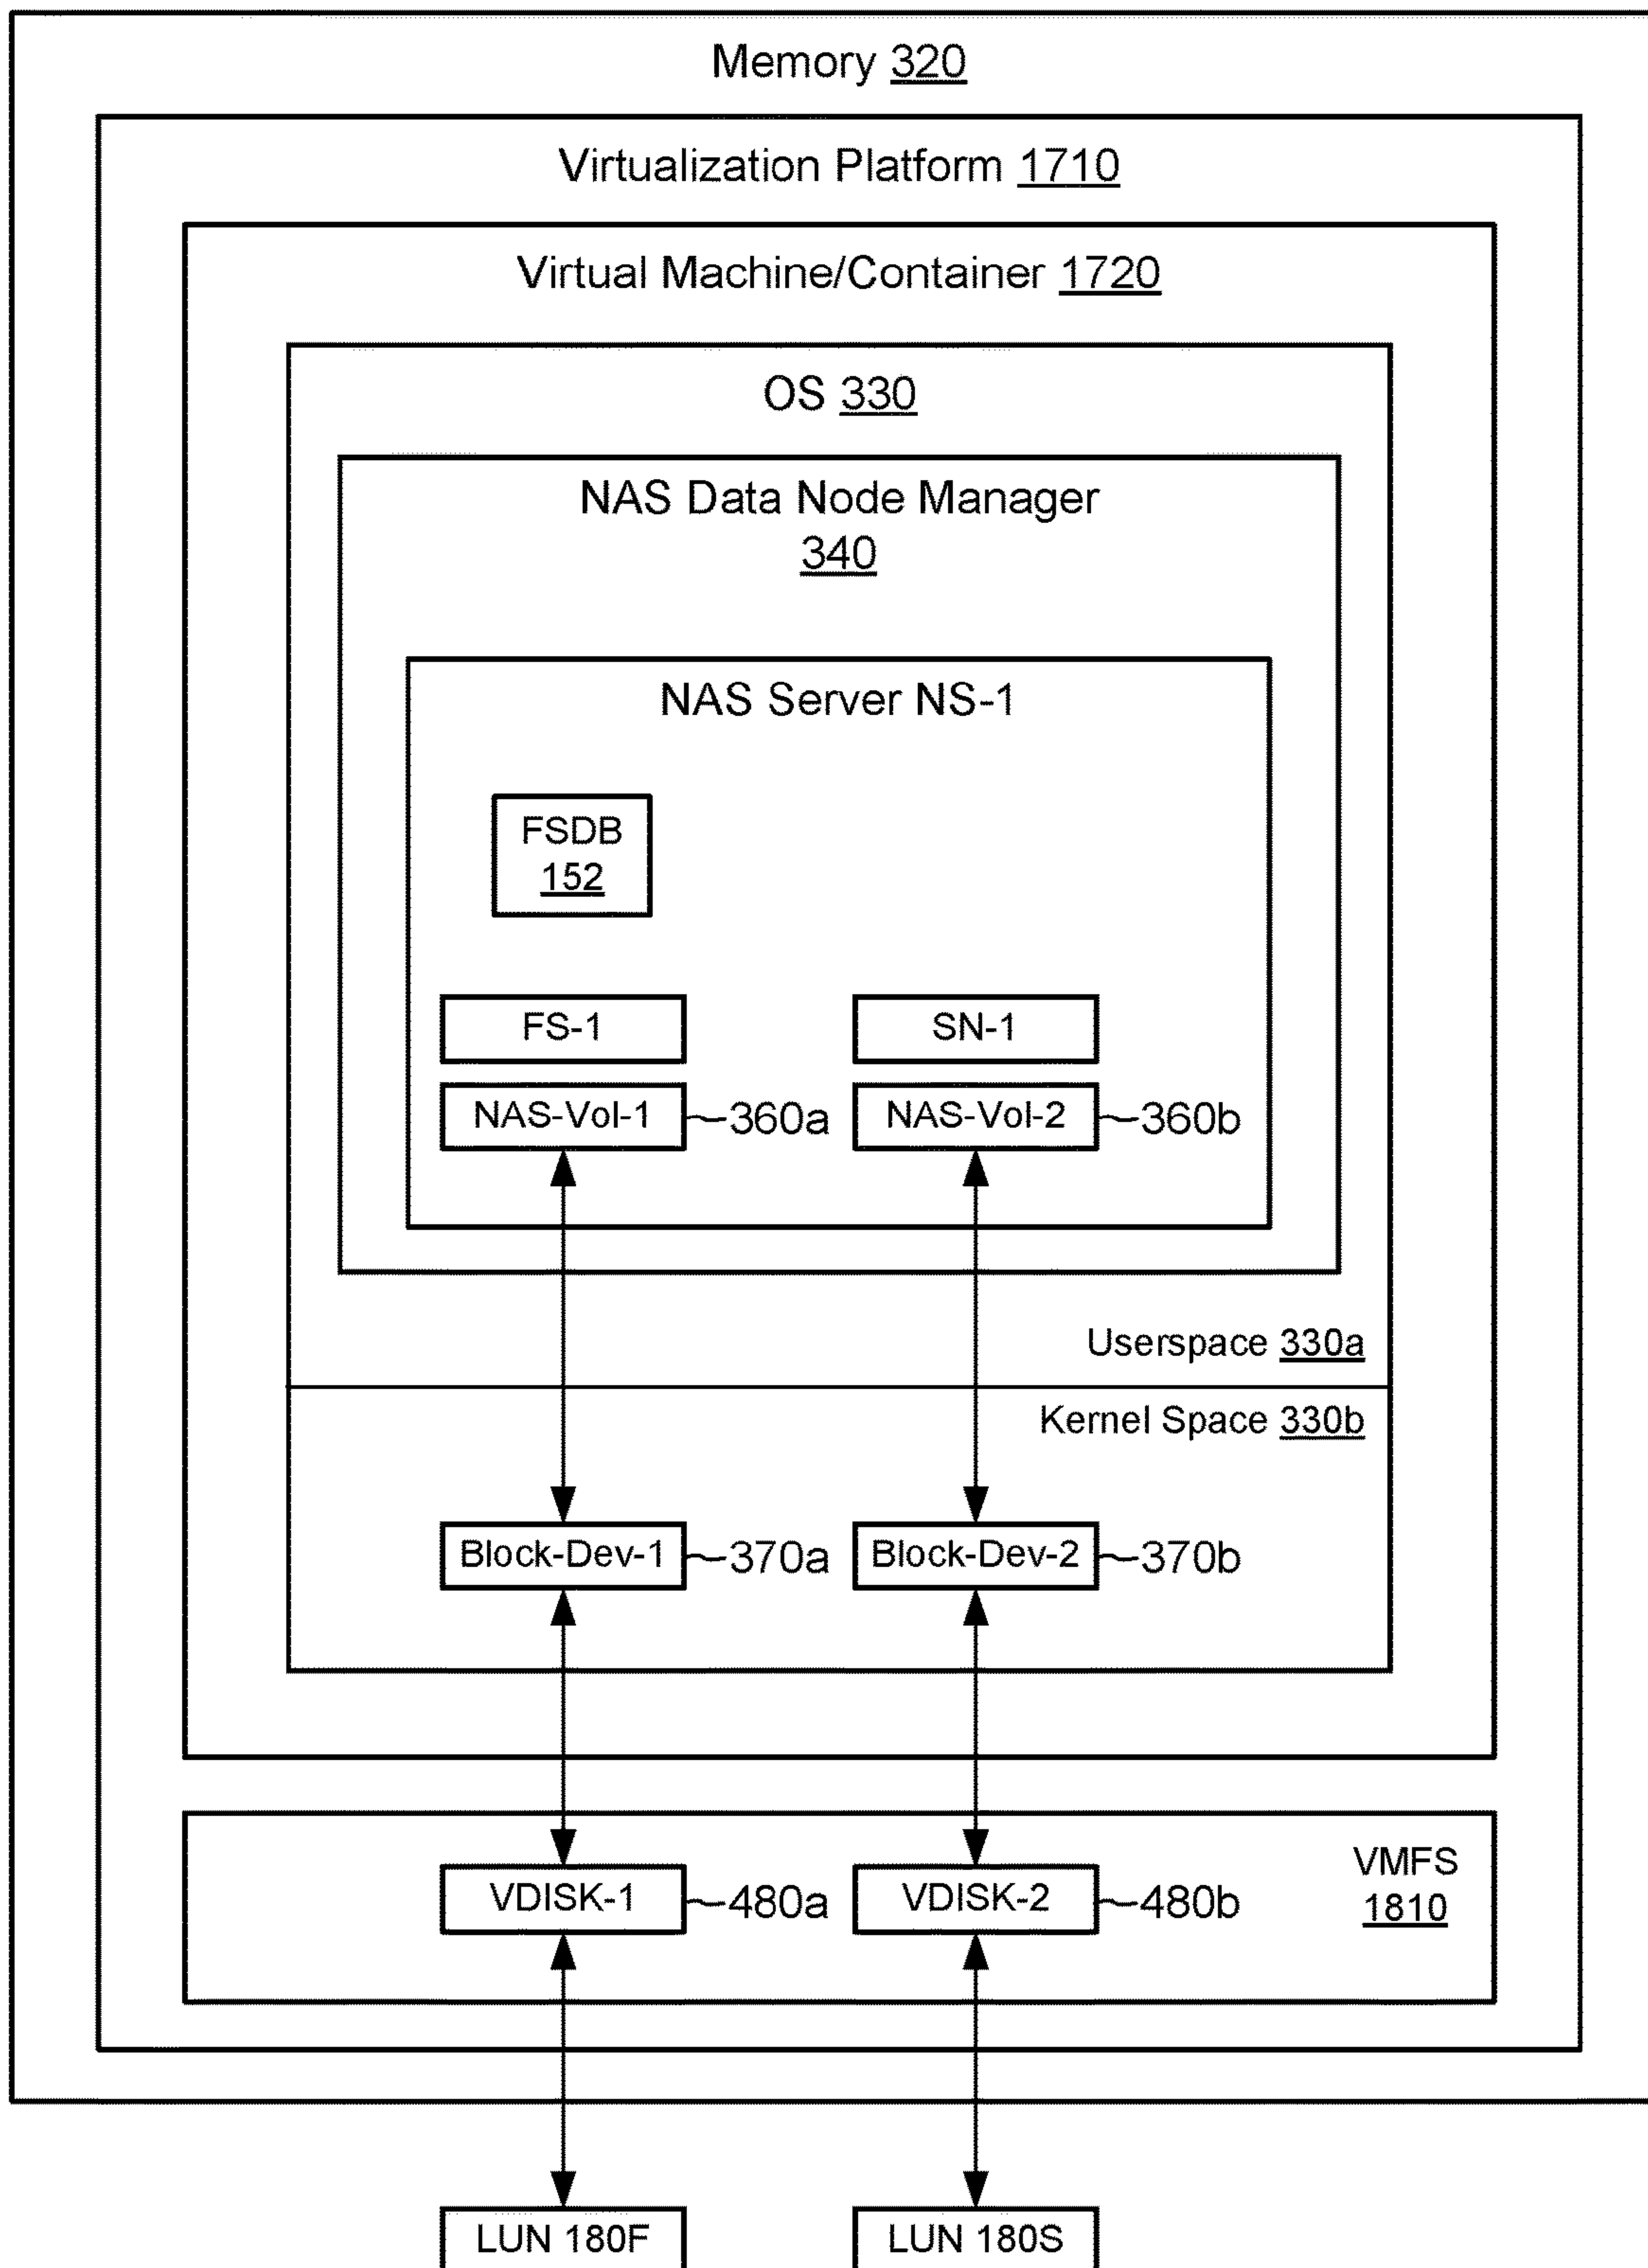 Memory 320
Virtualization Platform 1710
Virtual Machine/Container 1720
OS 330
NAS Data Node Manager
340
NAS Server NS-1
FSDB
152
FS-1
SN-1
NAS-Vol-1
360a
NAS-Vol-2
360b
Userspace 330a
Kernel Space 330b
Block-Dev-1
370a
Block-Dev-2
370b
VMFS
1810
VDISK-1
480a
VDISK-2
480b
LUN 180F
LUN 180S